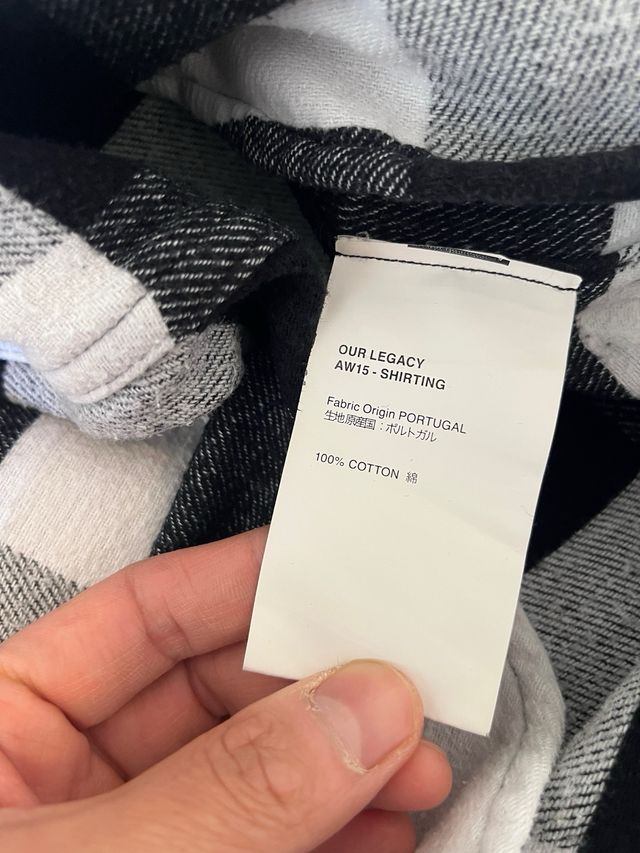 OUR LEGACY
AW15 - SHIRTING
Fabric Origin PORTUGAL
生地原産国：ポルトガル
100% COTTON 綿